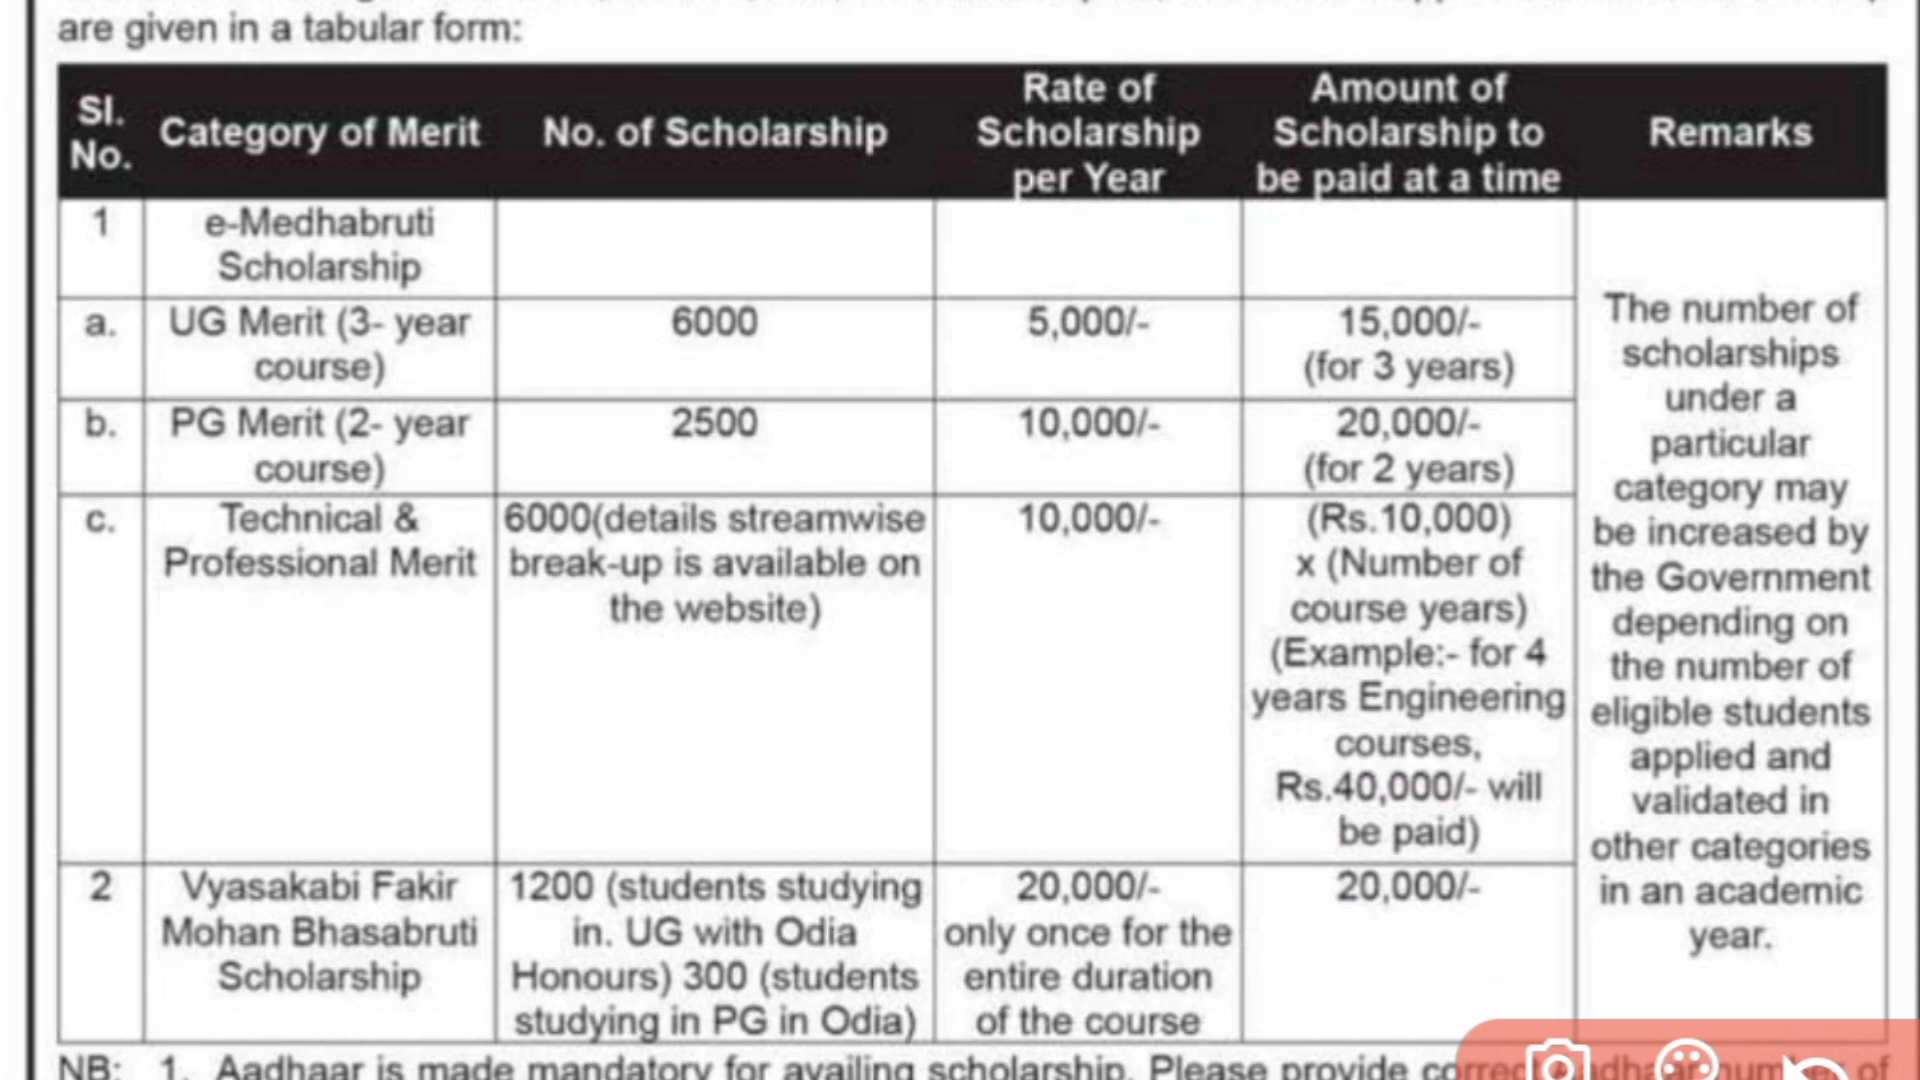 are given in a tabular form:
Sl. No.
Category of Merit
No. of Scholarship
Rate of
Scholarship
per Year
Amount of
Scholarship to
be paid at a time
Remarks
1
e-Medhabruti
Scholarship
a.
UG Merit (3- year
course)
6000
5,000/-
15,000/-
(for 3 years)
b.
PG Merit (2- year
course)
2500
10,000/-
20,000/-
(for 2 years)
c.
Technical &
Professional Merit
6000(details streamwise
break-up is available on
the website)
10,000/-
(Rs.10,000)
x (Number of
course years)
(Example:- for 4
years Engineering
courses,
Rs.40,000/- will
be paid)
2
Vyasakabi Fakir
Mohan Bhasabruti
Scholarship
1200 (students studying
in. UG with Odia
Honours) 300 (students
studying in PG in Odia)
20,000/-
only once for the
entire duration
of the course
20,000/-
The number of
scholarships
under a
particular
category may
be increased by
the Government
depending on
the number of
eligible students
applied and
validated in
other categories
in an academic
year.
NB: 1. Aadhaar is made mandatory for availing scholarship. Please provide correct Aadhaar number of